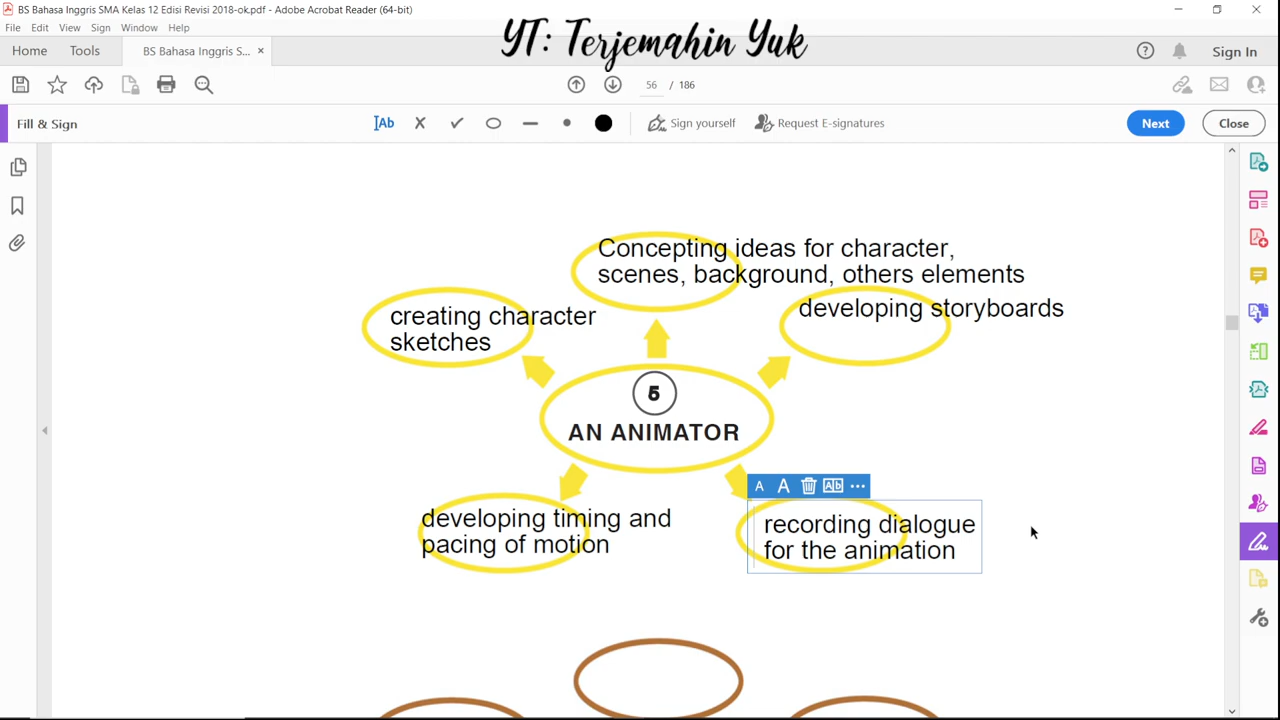 BS Bahasa Inggris SMA Kelas 12 Edisi Revisi 2018-ok.pdf - Adobe Acrobat Reader (64-bit)
File Edit View Sign Window Help
YT: Terjemahin Yuk
Home Tools BS Bahasa Inggris S... × Sign In
56 / 186
Fill & Sign Ab Sign yourself Request E-signatures Next Close
Concepting ideas for character,
scenes, background, others elements
creating character
sketches
developing storyboards
5
AN ANIMATOR
A A Ab ...
developing timing and
pacing of motion
recording dialogue
for the animation